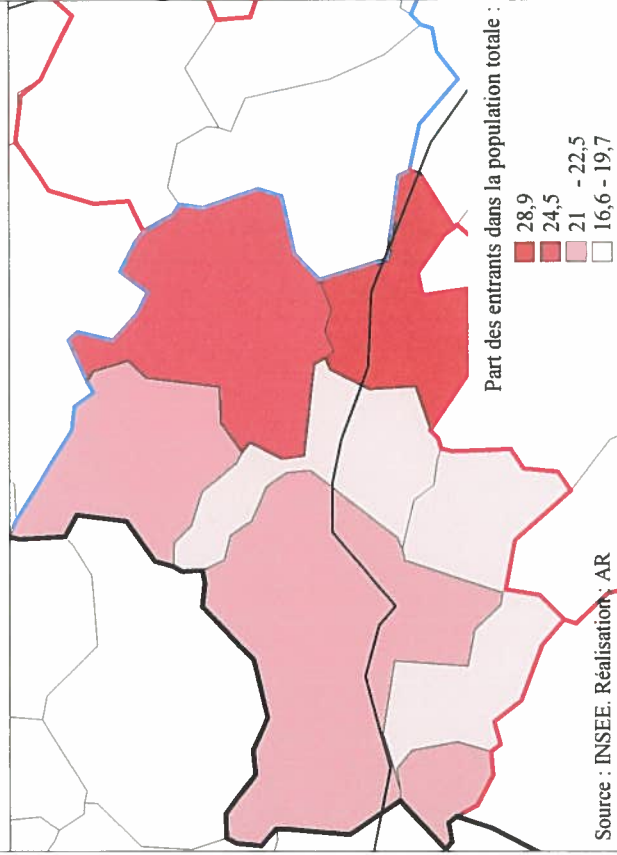 Part des entrants dans la population totale :
28,9
24,5
21 - 22,5
16,6 - 19,7
Source : INSEE. Réalisation : AR